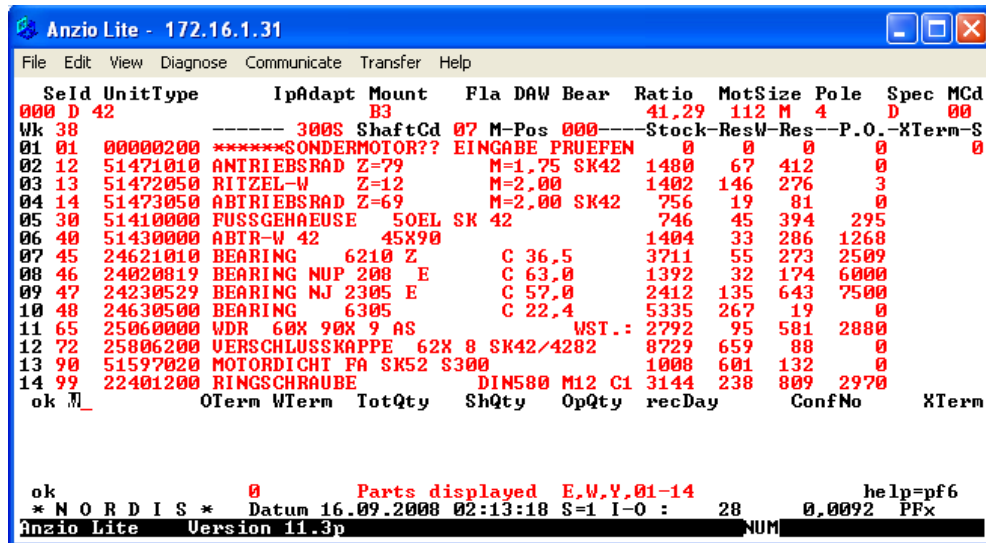 Anzio Lite - 172.16.1.31
File Edit View Diagnose Communicate Transfer Help
SeId UnitType IpAdapt Mount Fla DAW Bear Ratio MotSize Pole Spec MCd
000 D 42 B3 41,29 112 M 4 D 00
Wk 38 ------ 300S ShaftCd 07 M-Pos 000----Stock-ResW-Res--P.O.-XTerm-S
01 01 00000200 ******SONDERMOTOR?? EINGABE PRUEFEN 0 0 0 0 0
02 12 51471010 ANTRIEBSRAD Z=79 M=1,75 SK42 1480 67 412 0
03 13 51472050 RITZEL-W Z=12 M=2,00 1402 146 276 3
04 14 51473050 ABTRIEBSRAD Z=69 M=2,00 SK42 756 19 81 0
05 30 51410000 FUSSGEHAEUSE 5OEL SK 42 746 45 394 295
06 40 51430000 ABTR-W 42 45X90 1404 33 286 1268
07 45 24621010 BEARING 6210 Z C 36,5 3711 55 273 2509
08 46 24020819 BEARING NUP 208 E C 63,0 1392 32 174 6000
09 47 24230529 BEARING NJ 2305 E C 57,0 2412 135 643 7500
10 48 24630500 BEARING 6305 C 22,4 5335 267 19 0
11 65 25060000 WDR 60X 90X 9 AS WST.: 2792 95 581 2880
12 72 25806200 VERSCHLUSSKAPPE 62X 8 SK42/4282 8729 659 88 0
13 90 51597020 MOTORDICHT FA SK52 S300 1008 601 132 0
14 99 22401200 RINGSCHRAUBE DIN580 M12 C1 3144 238 809 2970
ok W_ OTerm WTerm TotQty ShQty OpQty recDay ConfNo XTerm
ok 0 Parts displayed E,W,Y,01-14 help=pf6
* N O R D I S * Datum 16.09.2008 02:13:18 S=1 I-O : 28 0,0092 PFx
Anzio Lite Version 11.3p NUM